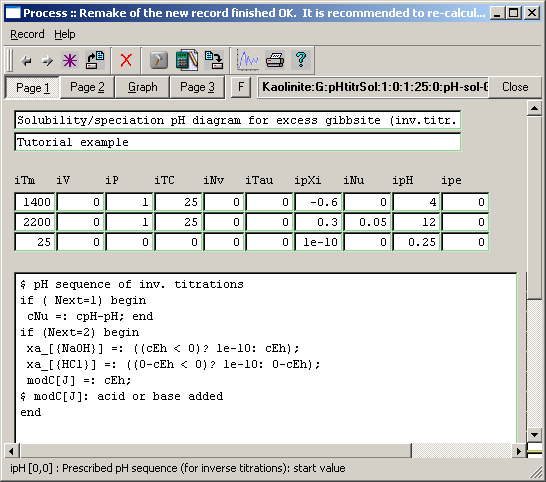 Process :: Remake of the new record finished OK.  It is recommended to re-calcul...
Record Help
Page 1 Page 2 Graph Page 3 F Kaolinite:G:pHtitrSol:1:0:1:25:0:pH-sol-G Close
Solubility/speciation pH diagram for excess gibbsite (inv.titr.
Tutorial example
iTm iV iP iTC iNv iTau ipXi iNu ipH ipe
1400 0 1 25 0 0 -0.6 0 4 0
2200 0 1 25 0 0 0.3 0.05 12 0
25 0 0 0 0 0 1e-10 0 0.25 0
$ pH sequence of inv. titrations
if ( Next=1) begin
cNu =: cpH-pH; end
if (Next=2) begin
xa_[{NaOH}] =: ((cEh < 0)? 1e-10: cEh);
xa_[{HCl}] =: ((0-cEh < 0)? 1e-10: 0-cEh);
modC[J] =: cEh;
$ modC[J]: acid or base added
end
ipH [0,0] : Prescribed pH sequence (for inverse titrations): start value